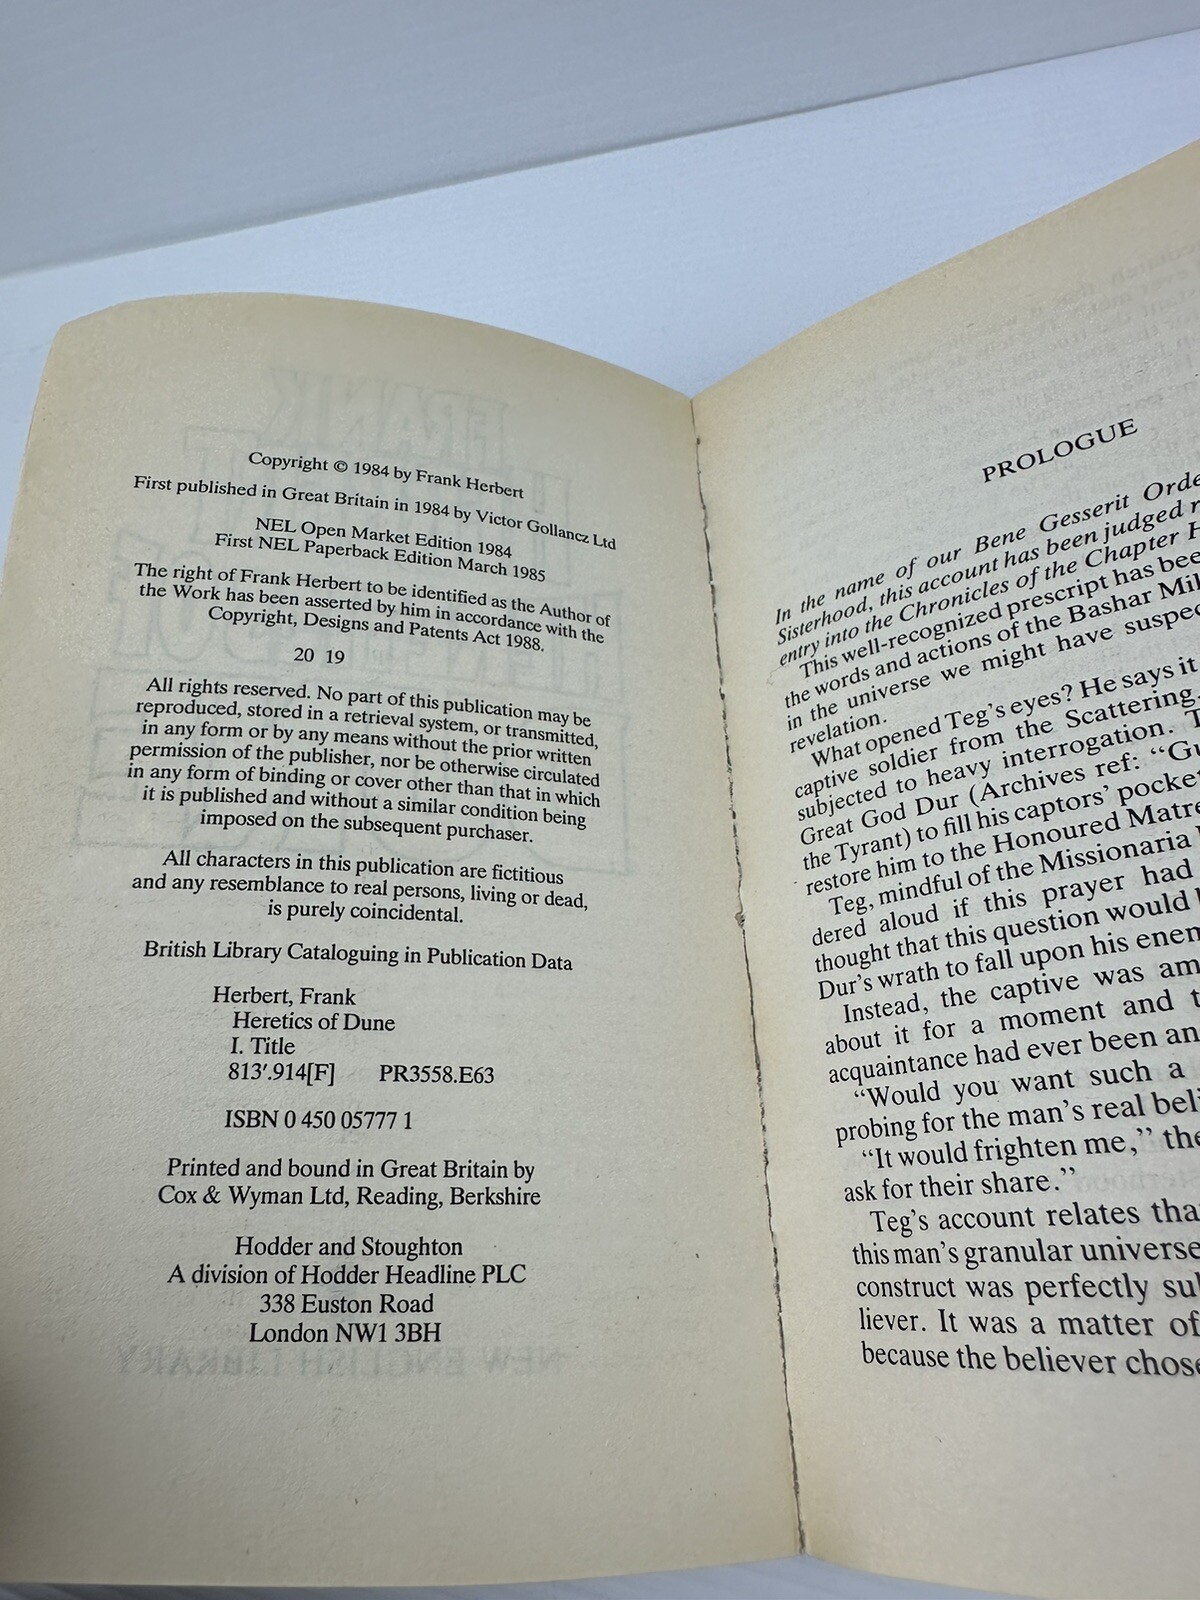 Copyright © 1984 by Frank Herbert
First published in Great Britain in 1984 by Victor Gollancz Ltd
NEL Open Market Edition 1984
First NEL Paperback Edition March 1985
The right of Frank Herbert to be identified as the Author of
the Work has been asserted by him in accordance with the
Copyright, Designs and Patents Act 1988.
20 19
All rights reserved. No part of this publication may be
reproduced, stored in a retrieval system, or transmitted,
in any form or by any means without the prior written
permission of the publisher, nor be otherwise circulated
in any form of binding or cover other than that in which
it is published and without a similar condition being
imposed on the subsequent purchaser.
All characters in this publication are fictitious
and any resemblance to real persons, living or dead,
is purely coincidental.
British Library Cataloguing in Publication Data
Herbert, Frank
Heretics of Dune
I. Title
813′.914[F] PR3558.E63
ISBN 0 450 05777 1
Printed and bound in Great Britain by
Cox & Wyman Ltd, Reading, Berkshire
Hodder and Stoughton
A division of Hodder Headline PLC
338 Euston Road
London NW1 3BH
PROLOGUE
In the name of our Bene Gesserit Orde
Sisterhood, this account has been judged r
entry into the Chronicles of the Chapter H
This well-recognized prescript has bee
the words and actions of the Bashar Mil
in the universe we might have suspec
revelation.
What opened Teg's eyes? He says it
captive soldier from the Scattering.
subjected to heavy interrogation. T
Great God Dur (Archives ref: “Gu
the Tyrant) to fill his captors' pocket
restore him to the Honoured Matre
Teg, mindful of the Missionaria
dered aloud if this prayer had
thought that this question would
Dur's wrath to fall upon his enem
Instead, the captive was am
about it for a moment and t
acquaintance had ever been an
“Would you want such a
probing for the man's real beli
“It would frighten me,” the
ask for their share.”
Teg's account relates tha
this man's granular universe
construct was perfectly su
liever. It was a matter of
because the believer chose